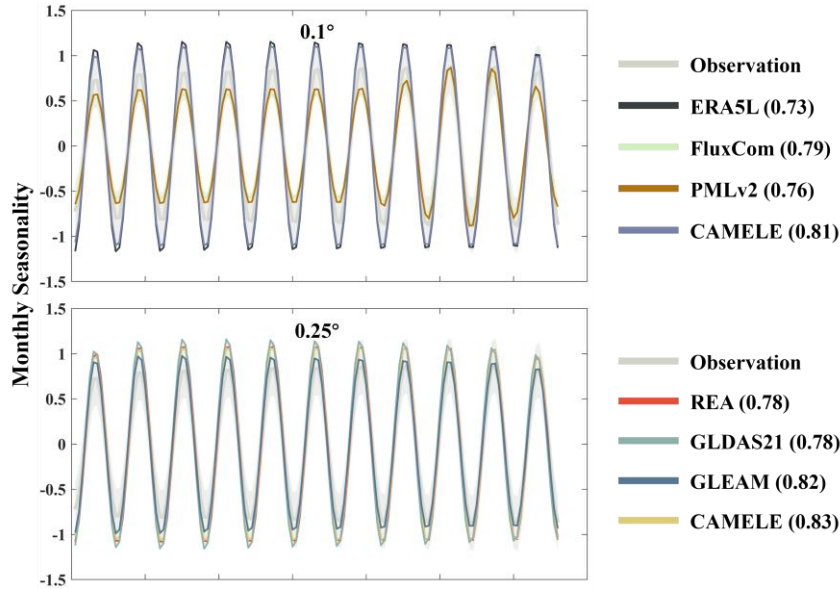 0.1°
1.5
1
0.5
0
-0.5
-1
-1.5
Observation
ERA5L (0.73)
FluxCom (0.79)
PMLv2 (0.76)
CAMELE (0.81)
Monthly Seasonality
0.25°
1.5
1
0.5
0
-0.5
-1
-1.5
Observation
REA (0.78)
GLDAS21 (0.78)
GLEAM (0.82)
CAMELE (0.83)